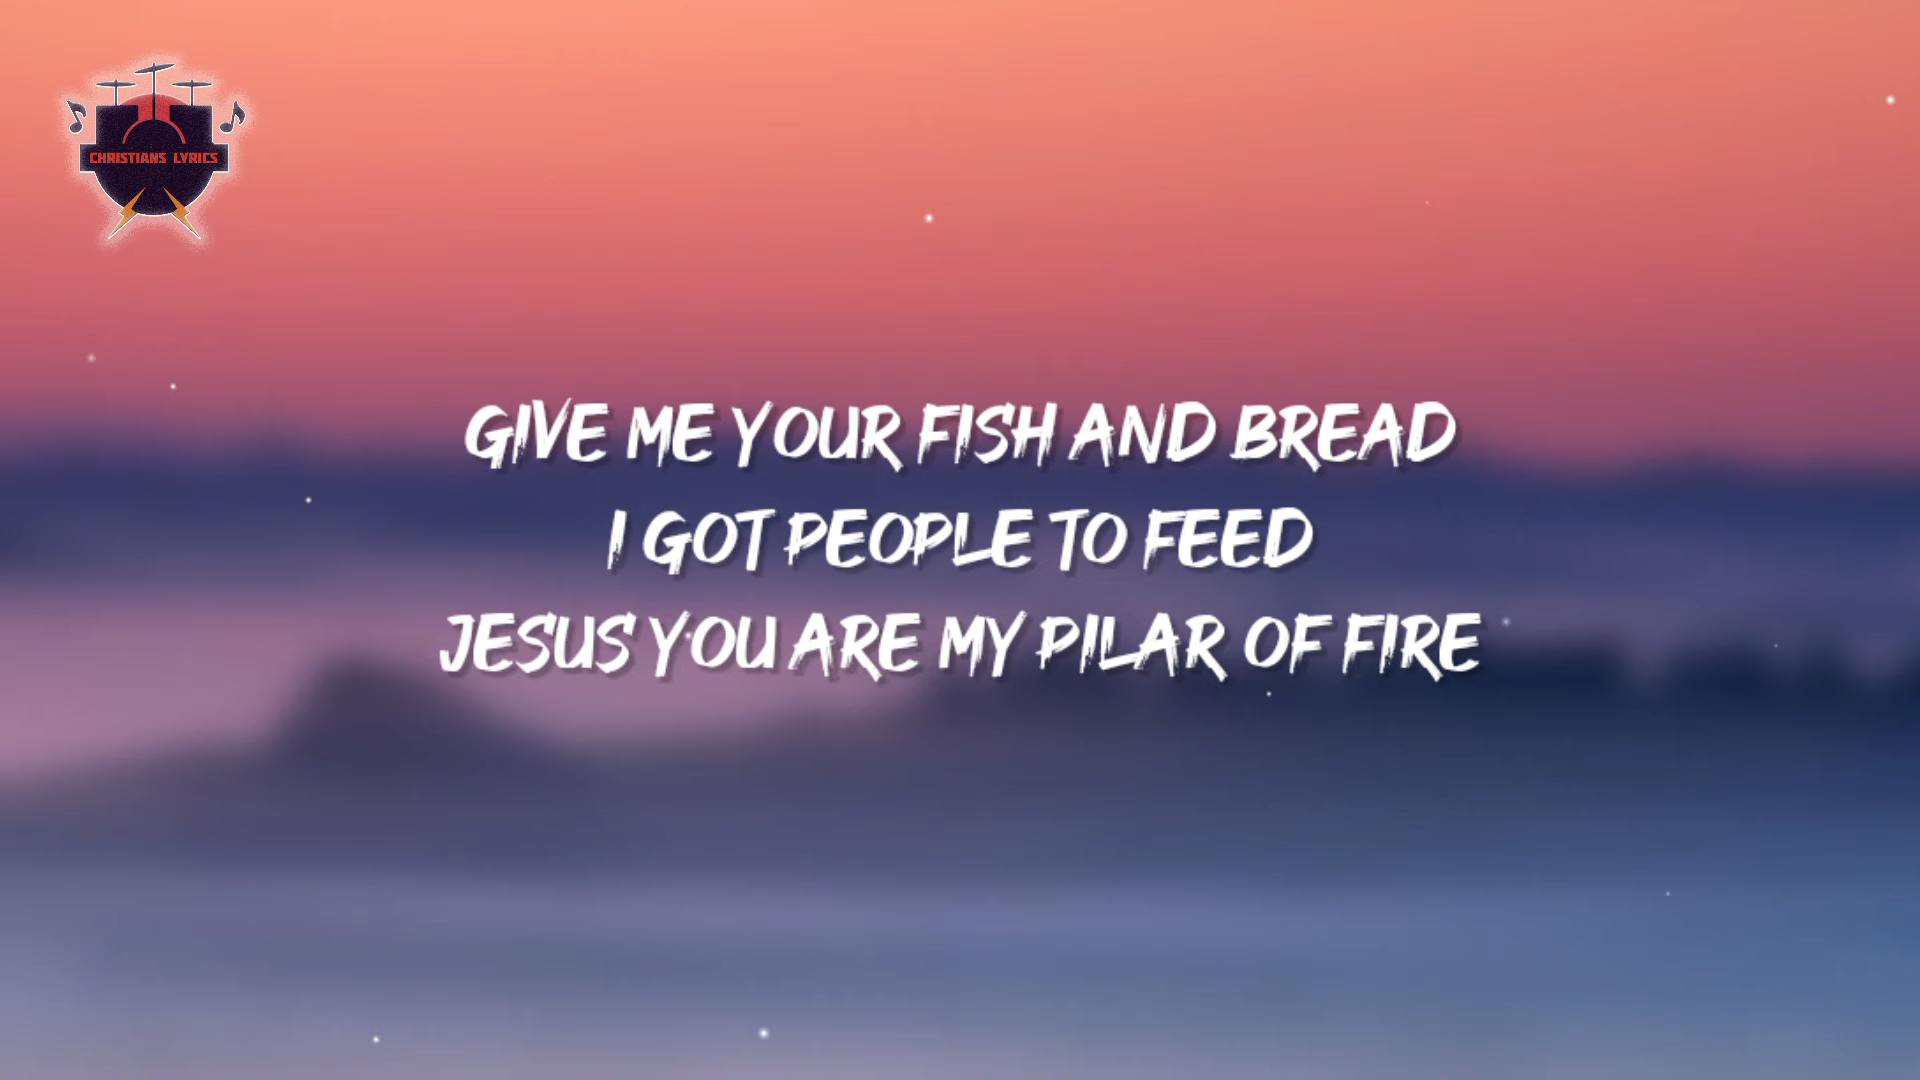 CHRISTIANS LYRICS
GIVE ME YOUR FISH AND BREAD
I GOT PEOPLE TO FEED
JESUS YOU ARE MY PILAR OF FIRE